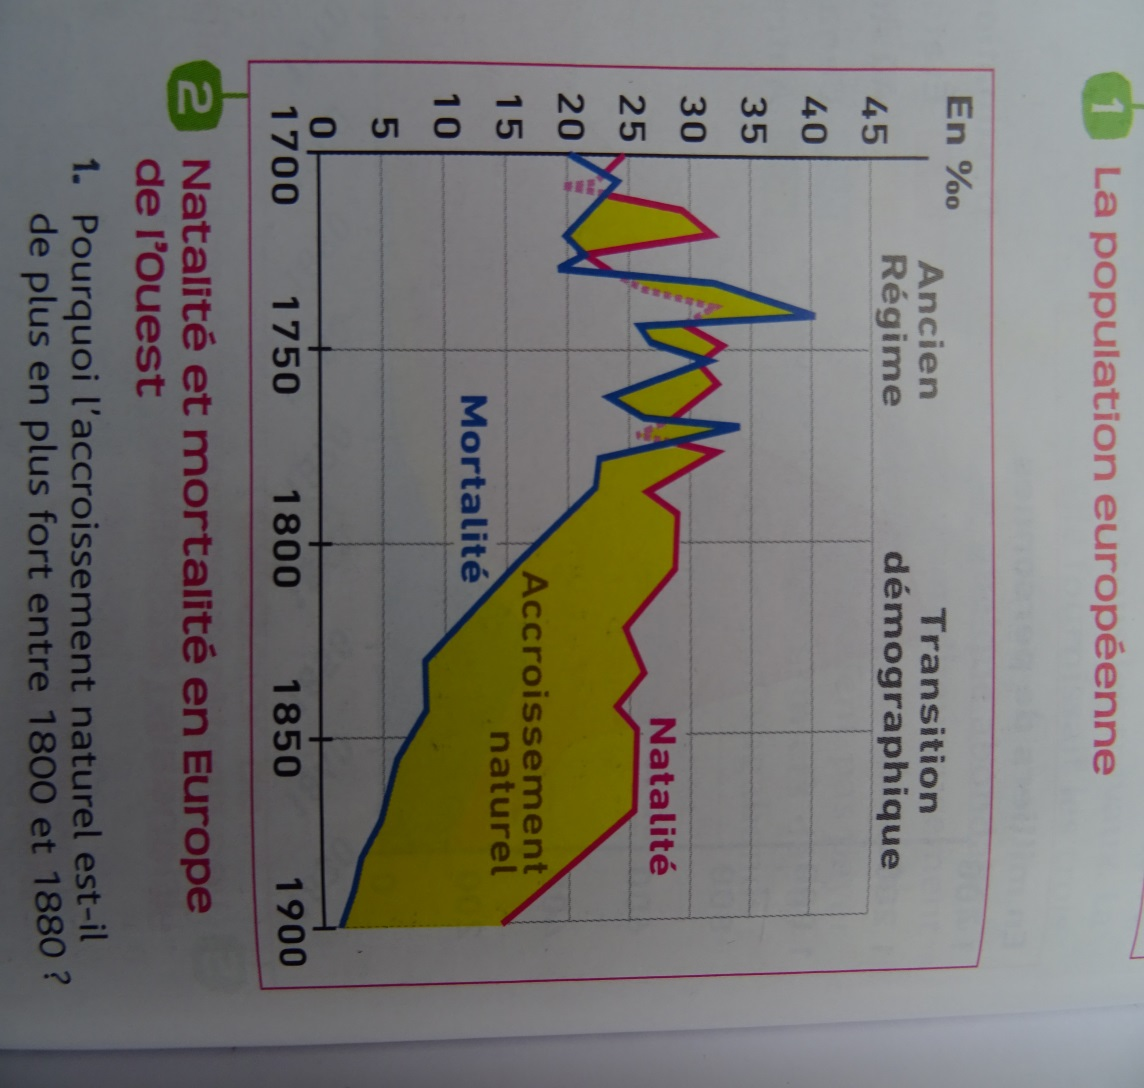 1 La population européenne
En ‰
Ancien
Régime
Transition
démographique
45
40
35
30
25
20
15
10
5
0
Natalité
Accroissement
naturel
Mortalité
1700
1750
1800
1850
1900
2 Natalité et mortalité en Europe
de l'Ouest
1. Pourquoi l'accroissement naturel est-il
de plus en plus fort entre 1800 et 1880 ?